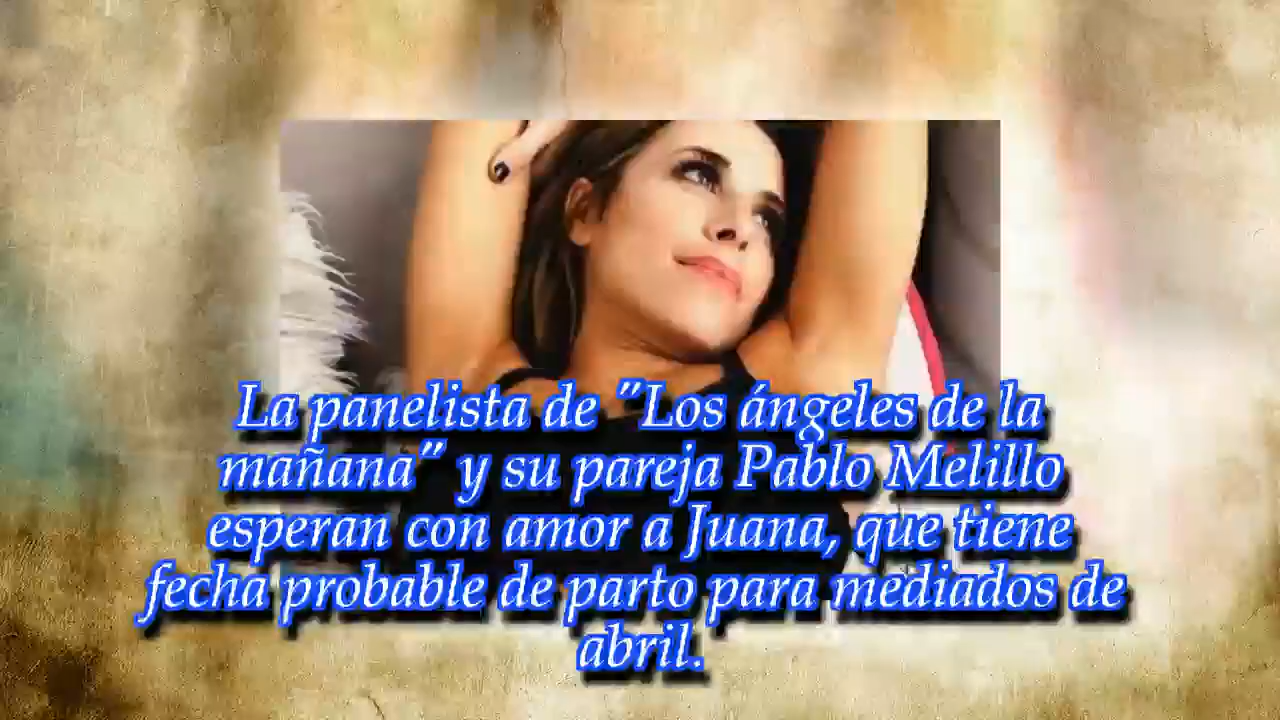 La panelista de "Los ángeles de la
mañana" y su pareja Pablo Melillo
esperan con amor a Juana, que tiene
fecha probable de parto para mediados de
abril.